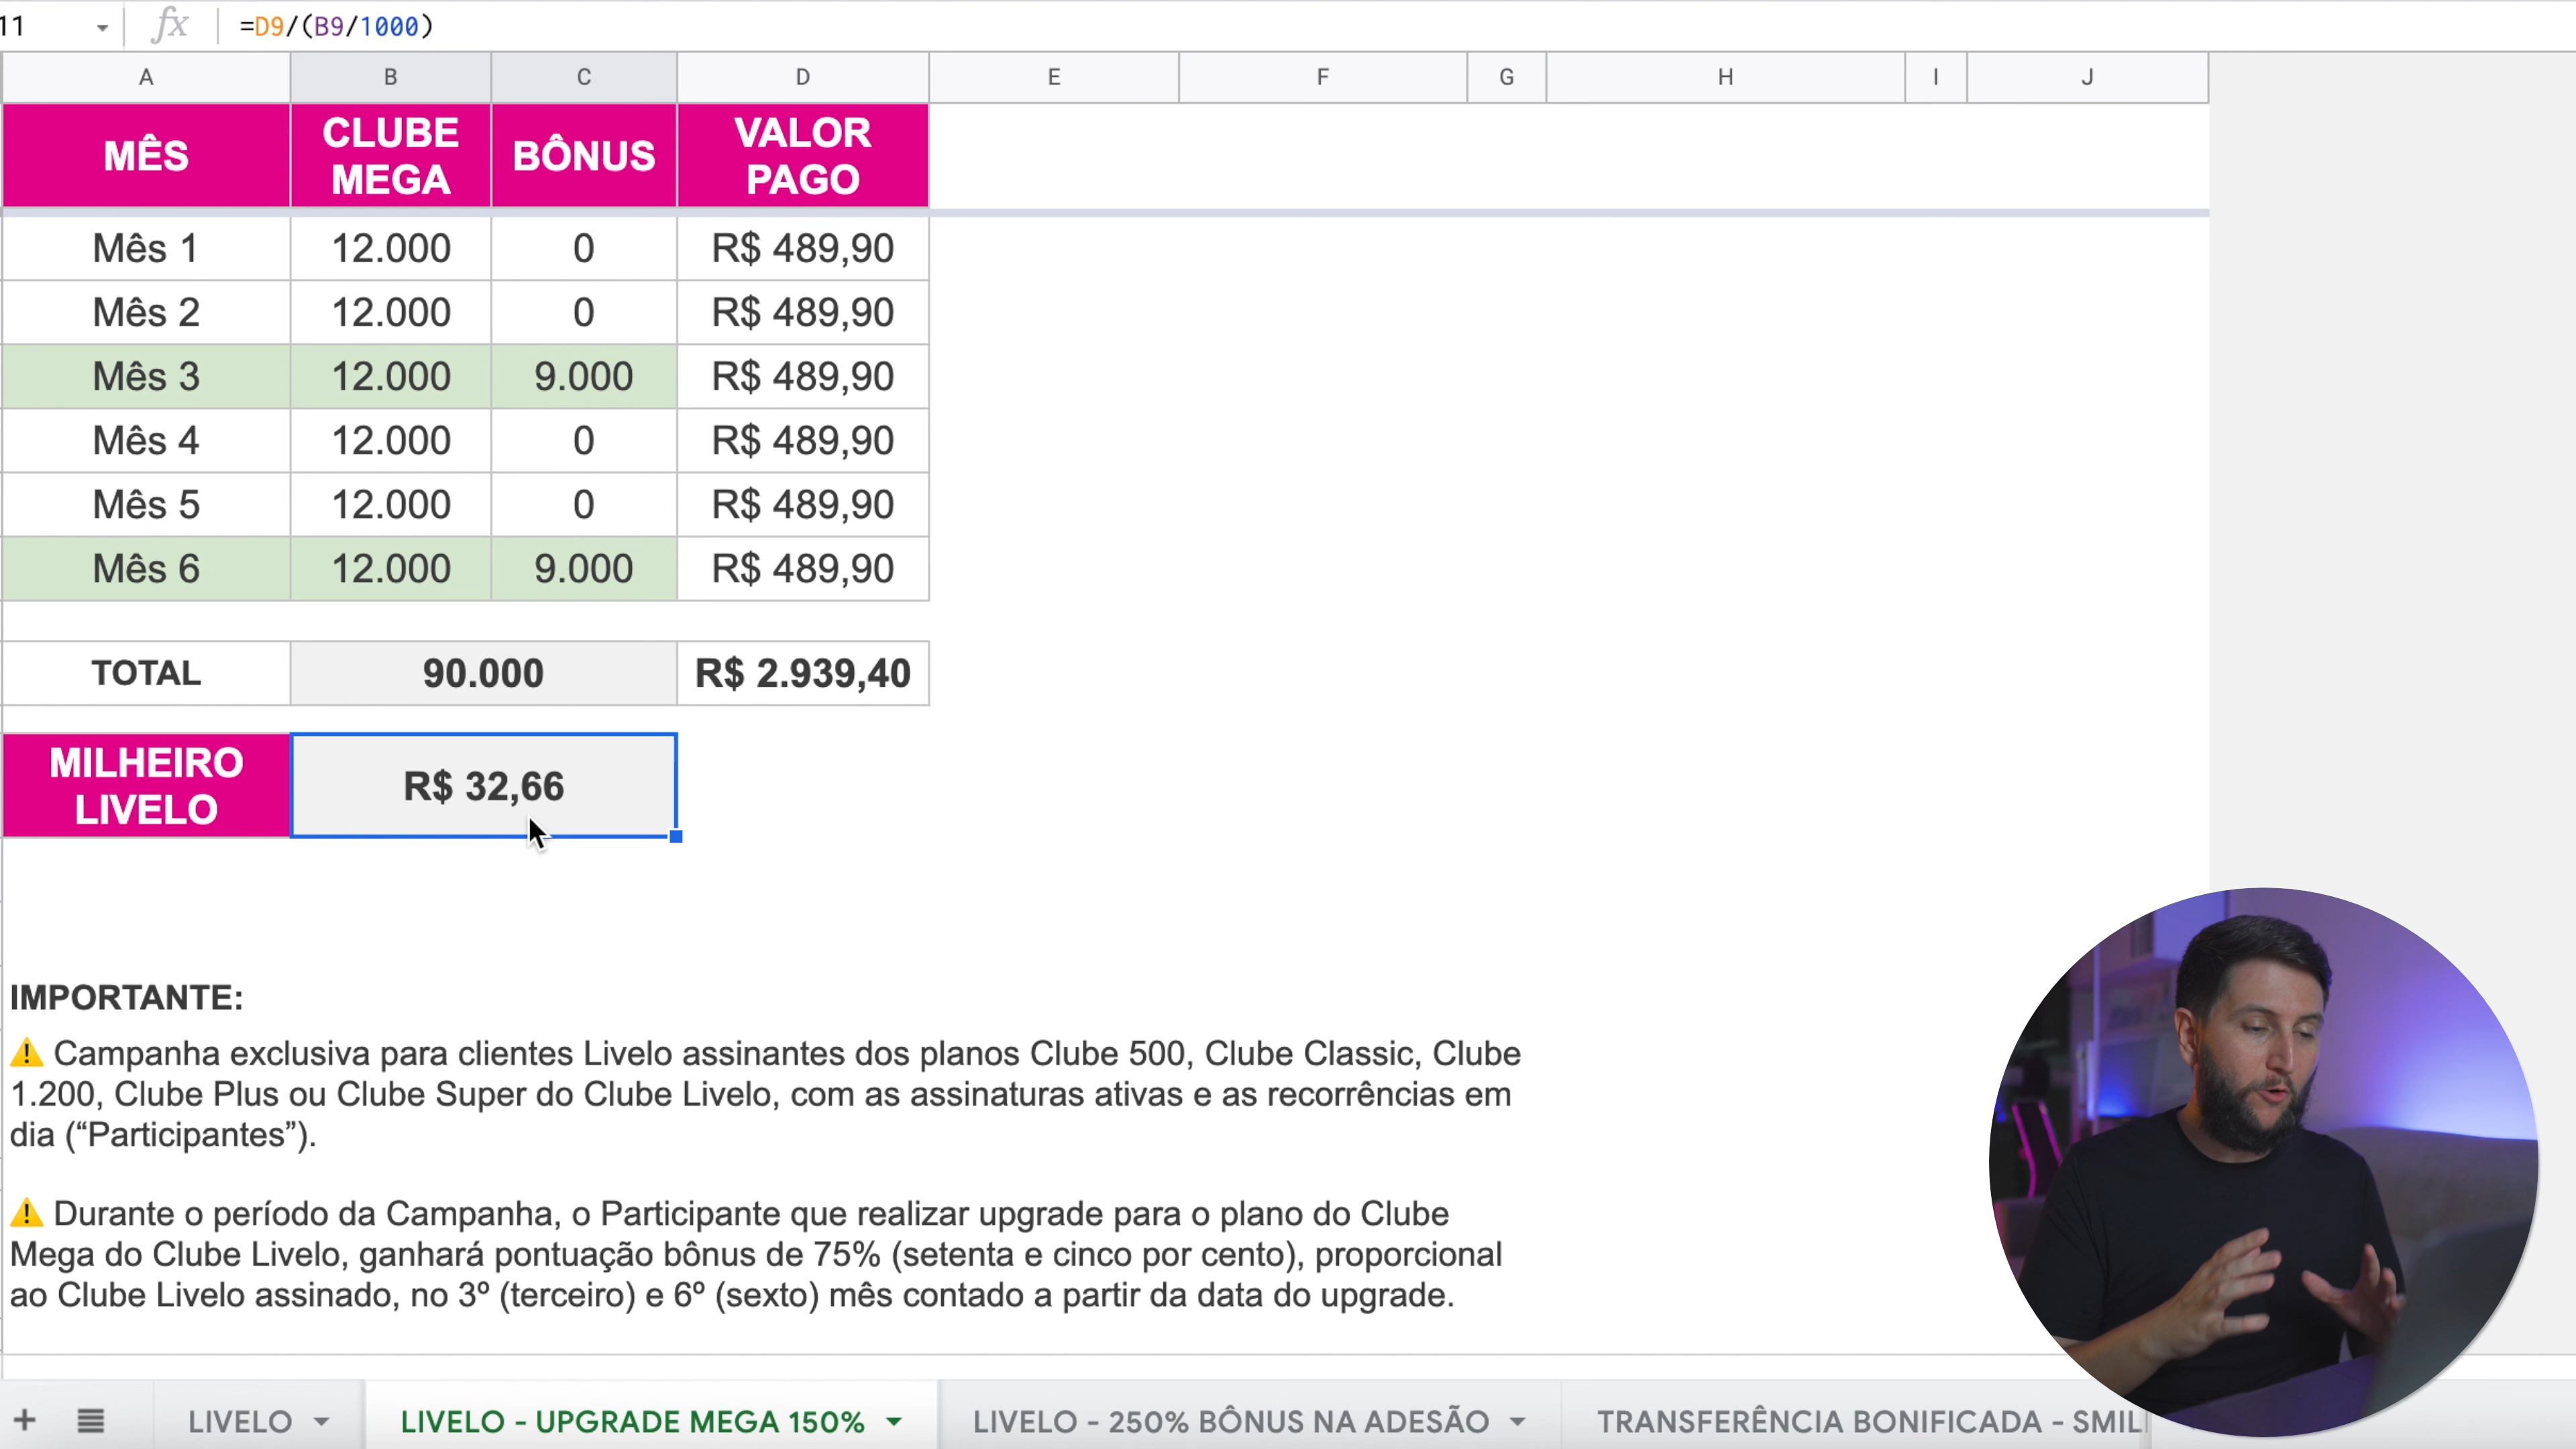 11 fx =D9/(B9/1000)
A B C D E F G H I J
MÊS CLUBE MEGA BÔNUS VALOR PAGO
Mês 1 12.000 0 R$ 489,90
Mês 2 12.000 0 R$ 489,90
Mês 3 12.000 9.000 R$ 489,90
Mês 4 12.000 0 R$ 489,90
Mês 5 12.000 0 R$ 489,90
Mês 6 12.000 9.000 R$ 489,90
TOTAL 90.000 R$ 2.939,40
MILHEIRO LIVELO R$ 32,66
IMPORTANTE:
⚠️ Campanha exclusiva para clientes Livelo assinantes dos planos Clube 500, Clube Classic, Clube
1.200, Clube Plus ou Clube Super do Clube Livelo, com as assinaturas ativas e as recorrências em
dia (“Participantes”).
⚠️ Durante o período da Campanha, o Participante que realizar upgrade para o plano do Clube
Mega do Clube Livelo, ganhará pontuação bônus de 75% (setenta e cinco por cento), proporcional
ao Clube Livelo assinado, no 3º (terceiro) e 6º (sexto) mês contado a partir da data do upgrade.
LIVELO LIVELO - UPGRADE MEGA 150% LIVELO - 250% BÔNUS NA ADESÃO TRANSFERÊNCIA BONIFICADA - SMIL